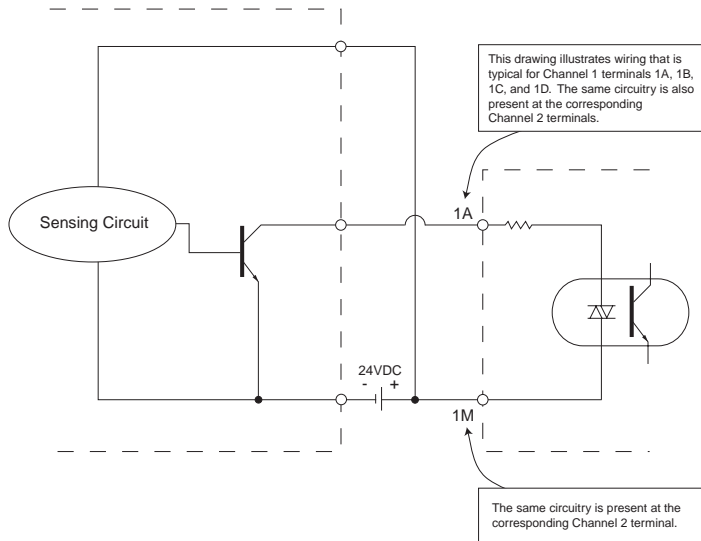 This drawing illustrates wiring that is
typical for Channel 1 terminals 1A, 1B,
1C, and 1D. The same circuitry is also
present at the corresponding
Channel 2 terminals.
1A
Sensing Circuit
24VDC
- +
1M
The same circuitry is present at the
corresponding Channel 2 terminal.